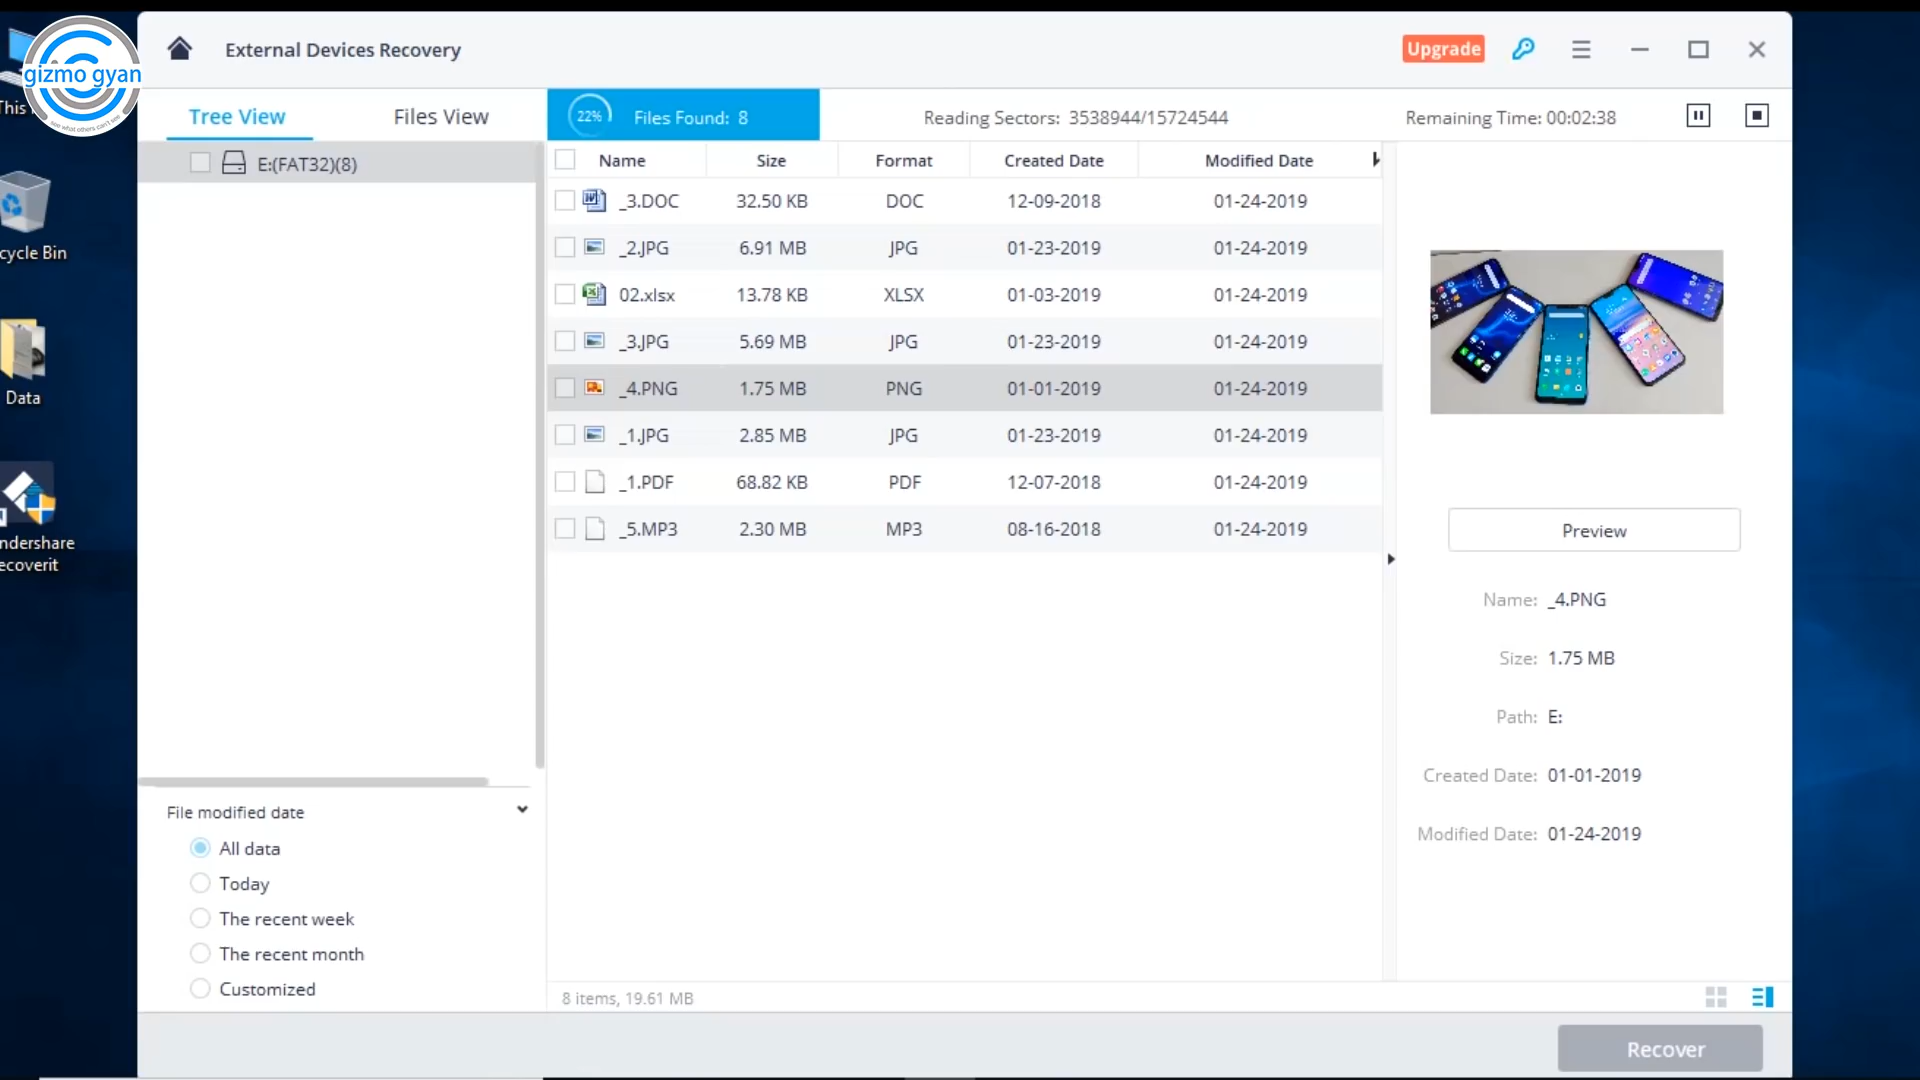 External Devices Recovery
Upgrade
gizmo gyan
see what others can't see
This
Tree View
Files View
22%
Files Found: 8
Reading Sectors: 3538944/15724544
Remaining Time: 00:02:38
E:(FAT32)(8)
Name Size Format Created Date Modified Date
_3.DOC 32.50 KB DOC 12-09-2018 01-24-2019
_2.JPG 6.91 MB JPG 01-23-2019 01-24-2019
02.xlsx 13.78 KB XLSX 01-03-2019 01-24-2019
_3.JPG 5.69 MB JPG 01-23-2019 01-24-2019
_4.PNG 1.75 MB PNG 01-01-2019 01-24-2019
_1.JPG 2.85 MB JPG 01-23-2019 01-24-2019
_1.PDF 68.82 KB PDF 12-07-2018 01-24-2019
_5.MP3 2.30 MB MP3 08-16-2018 01-24-2019
cycle Bin
Data
ndershare
ecoverit
Preview
Name: _4.PNG
Size: 1.75 MB
Path: E:
Created Date: 01-01-2019
Modified Date: 01-24-2019
File modified date
All data
Today
The recent week
The recent month
Customized
8 items, 19.61 MB
Recover